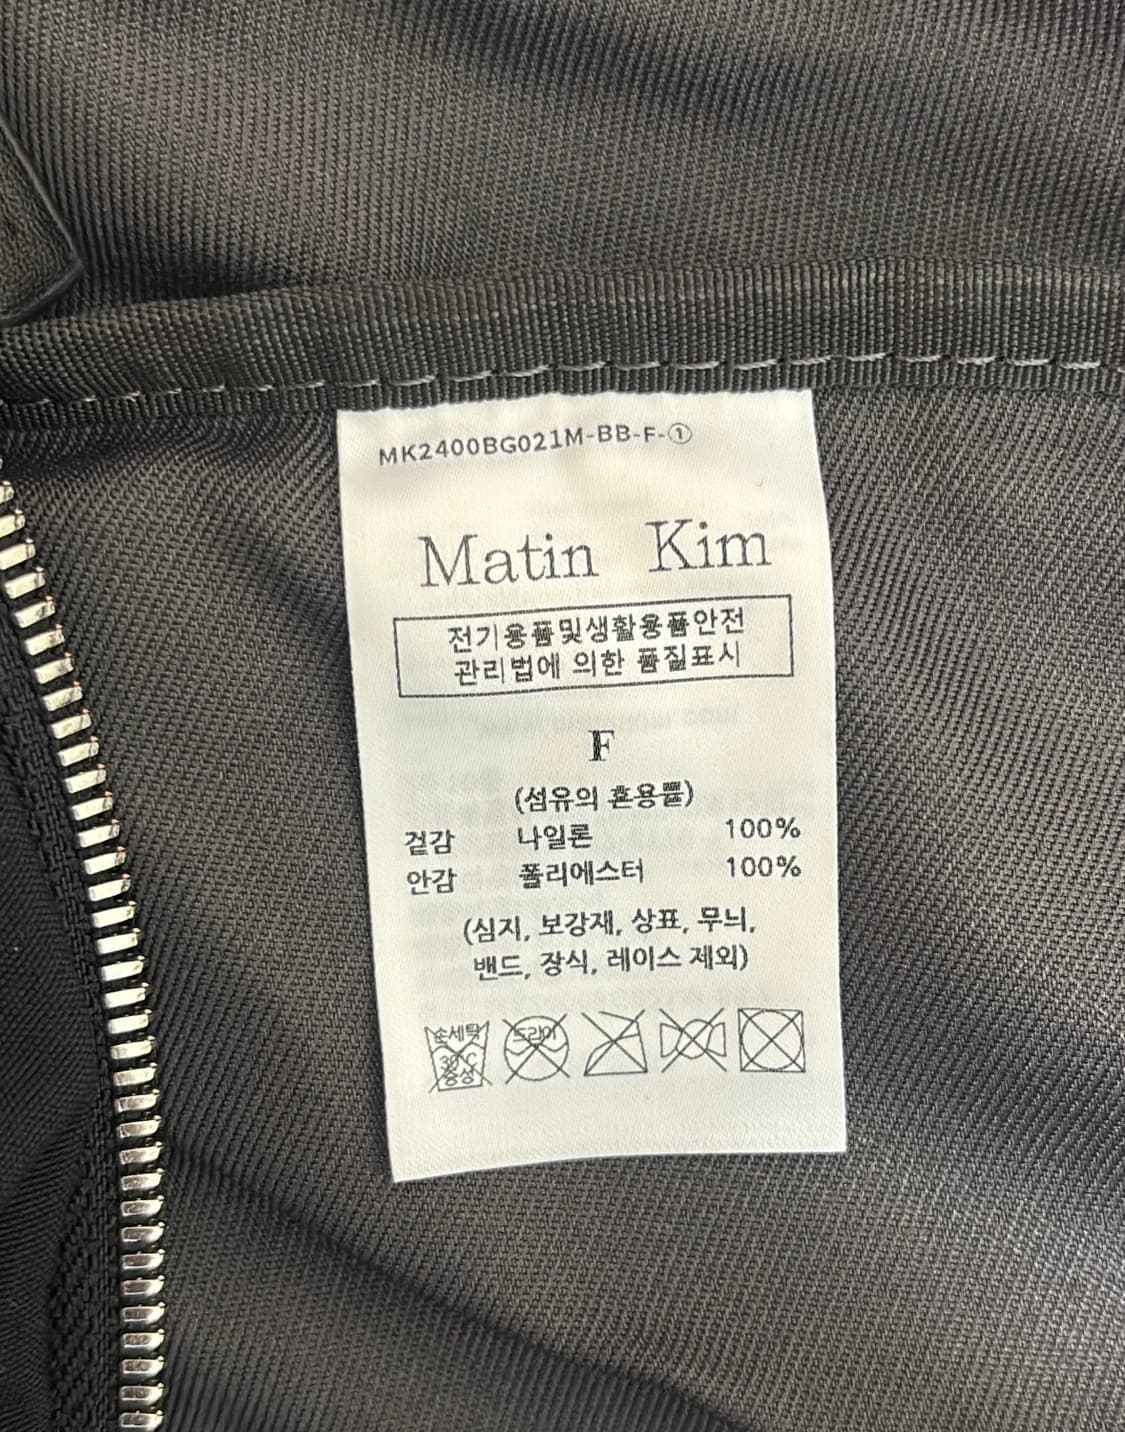 MK2400BG021M-BB-F-①
Matin Kim
전기용품및생활용품안전
관리법에 의한 품질표시
F
(섬유의 혼용률)
겉감 나일론 100%
안감 폴리에스터 100%
(심지, 보강재, 상표, 무늬,
밴드, 장식, 레이스 제외)
손세탁 드라이
30°C
중성